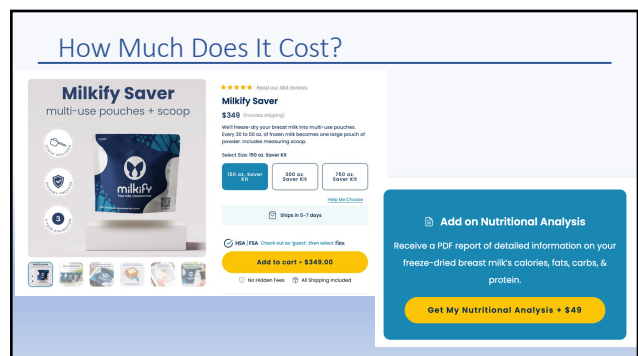 How Much Does It Cost?
Milkify Saver
multi-use pouches + scoop
3
milkify
Read our 484 reviews
Milkify Saver
$349 (includes shipping)
We'll freeze-dry your breast milk into multi-use pouches.
Every 30 to 50 oz. of frozen milk becomes one large pouch of
powder. Includes measuring scoop.
Select Size: 150 oz. Saver Kit
150 oz. Saver
Kit
300 oz.
Saver Kit
750 oz.
Saver Kit
Help Me Choose
Ships in 5-7 days
HSA | FSA Check out as 'guest', then select flex
Add to cart • $349.00
No Hidden Fees
All Shipping Included
Add on Nutritional Analysis
Receive a PDF report of detailed information on your
freeze-dried breast milk's calories, fats, carbs, &
protein.
Get My Nutritional Analysis + $49